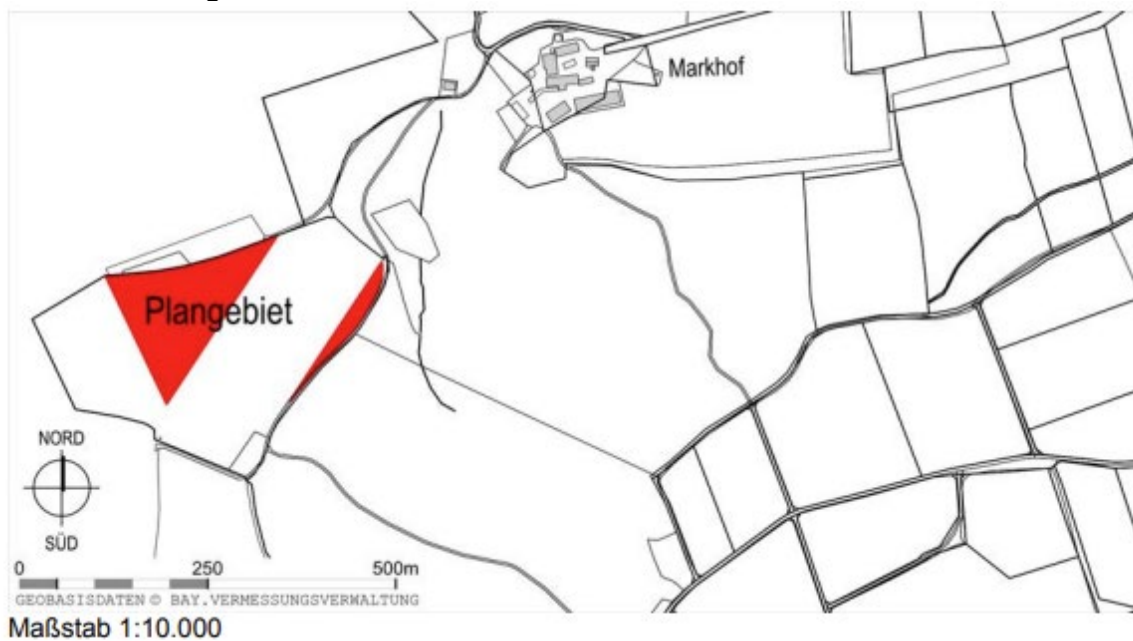 Markhof
Plangebiet
NORD
SÜD
0 250 500m
GEOBASISDATEN © BAY.VERMESSUNGSVERWALTUNG
Maßstab 1:10.000